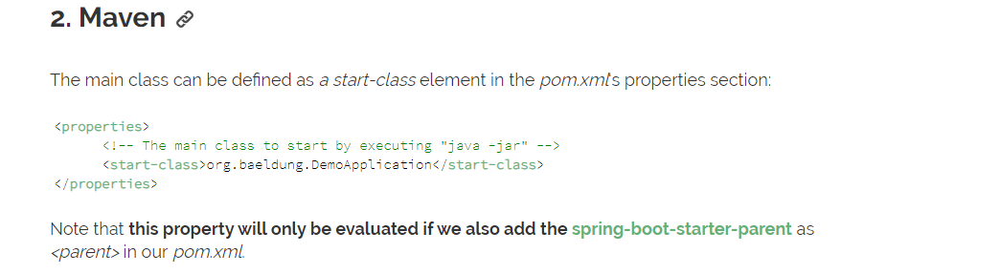 2. Maven
The main class can be defined as a start-class element in the pom.xml's properties section:
<properties>
<!-- The main class to start by executing "java -jar" -->
<start-class>org.baeldung.DemoApplication</start-class>
</properties>
Note that this property will only be evaluated if we also add the spring-boot-starter-parent as
<parent> in our pom.xml.